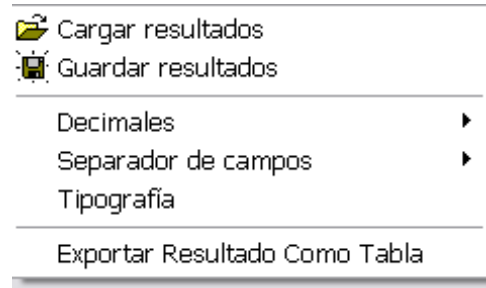 Cargar resultados
Guardar resultados
Decimales
Separador de campos
Tipografía
Exportar Resultado Como Tabla